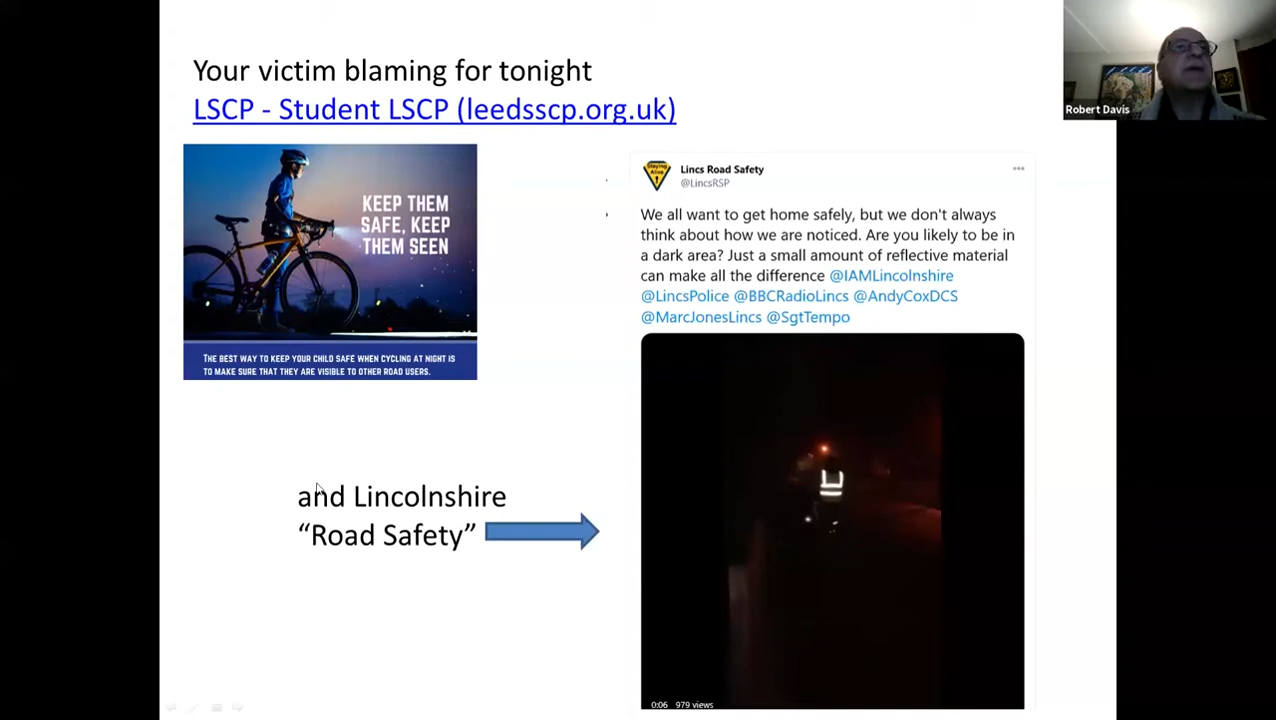 Your victim blaming for tonight
LSCP - Student LSCP (leedsscp.org.uk)
KEEP THEM
SAFE, KEEP
THEM SEEN
THE BEST WAY TO KEEP YOUR CHILD SAFE WHEN CYCLING AT NIGHT IS
TO MAKE SURE THAT THEY ARE VISIBLE TO OTHER ROAD USERS.
and Lincolnshire
“Road Safety”
Staying
Alive
!
Lincs Road Safety
@LincsRSP
We all want to get home safely, but we don't always
think about how we are noticed. Are you likely to be in
a dark area? Just a small amount of reflective material
can make all the difference @IAMLincolnshire
@LincsPolice @BBCRadioLincs @AndyCoxDCS
@MarcJonesLincs @SgtTempo
0:06 979 views
Robert Davis